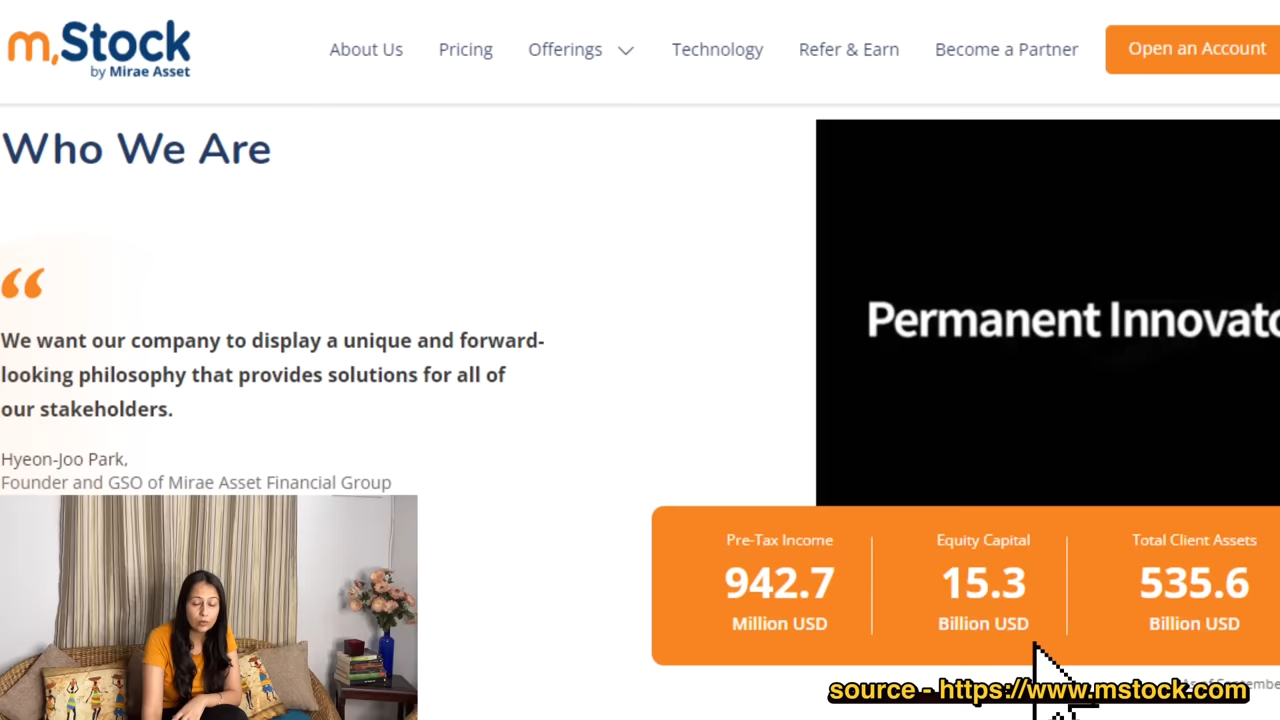 m.Stock
by Mirae Asset
About Us Pricing Offerings Technology Refer & Earn Become a Partner Open an Account
Who We Are
“
We want our company to display a unique and forward-
looking philosophy that provides solutions for all of
our stakeholders.
Hyeon-Joo Park,
Founder and GSO of Mirae Asset Financial Group
Permanent Innovato
Pre-Tax Income Equity Capital Total Client Assets
942.7 15.3 535.6
Million USD Billion USD Billion USD
source - https://www.mstock.com